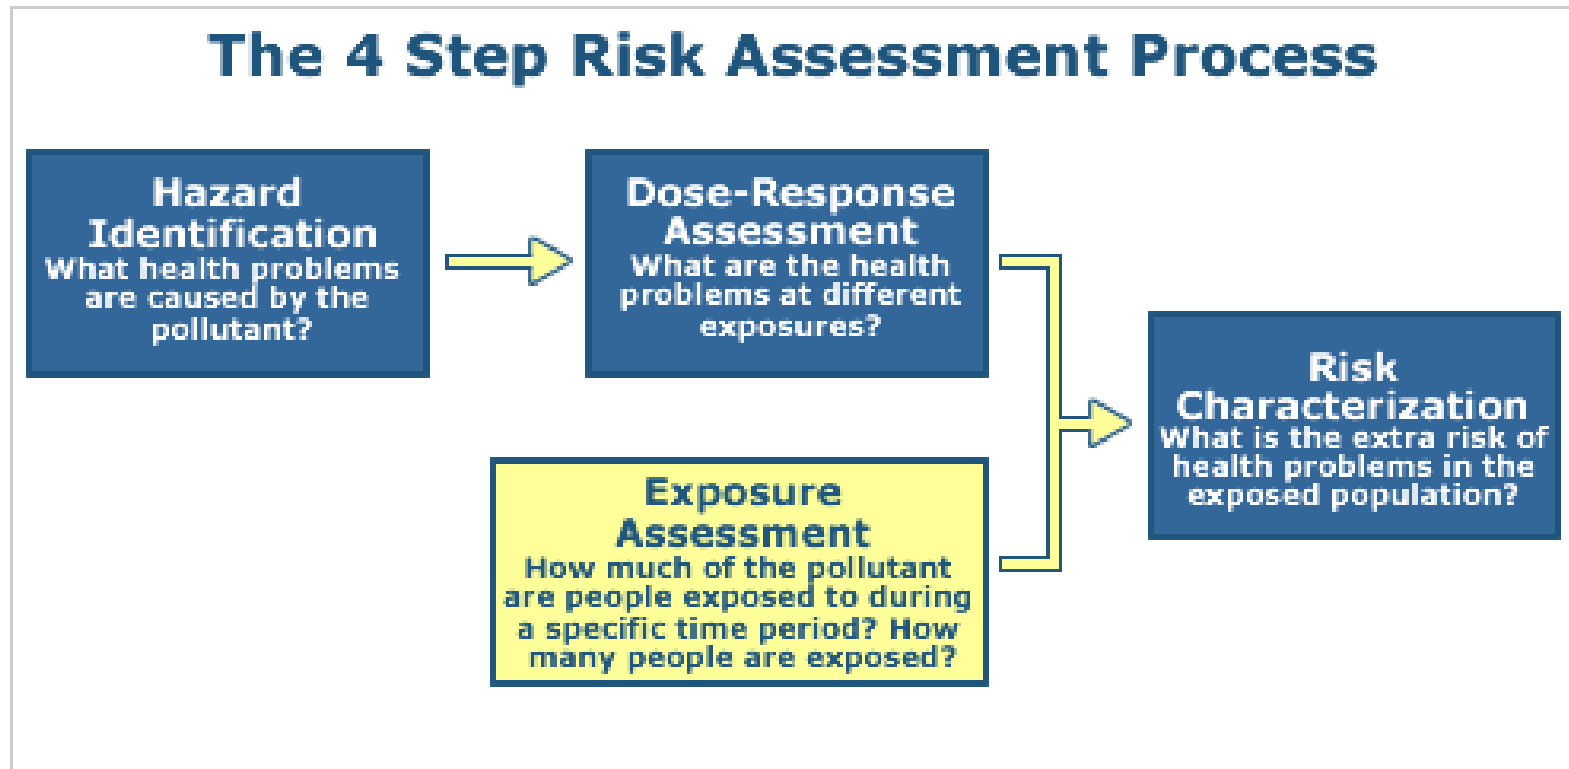 The 4 Step Risk Assessment Process
Hazard
Identification
What health problems
are caused by the
pollutant?
Dose-Response
Assessment
What are the health
problems at different
exposures?
Exposure
Assessment
How much of the pollutant
are people exposed to during
a specific time period? How
many people are exposed?
Risk
Characterization
What is the extra risk of
health problems in the
exposed population?